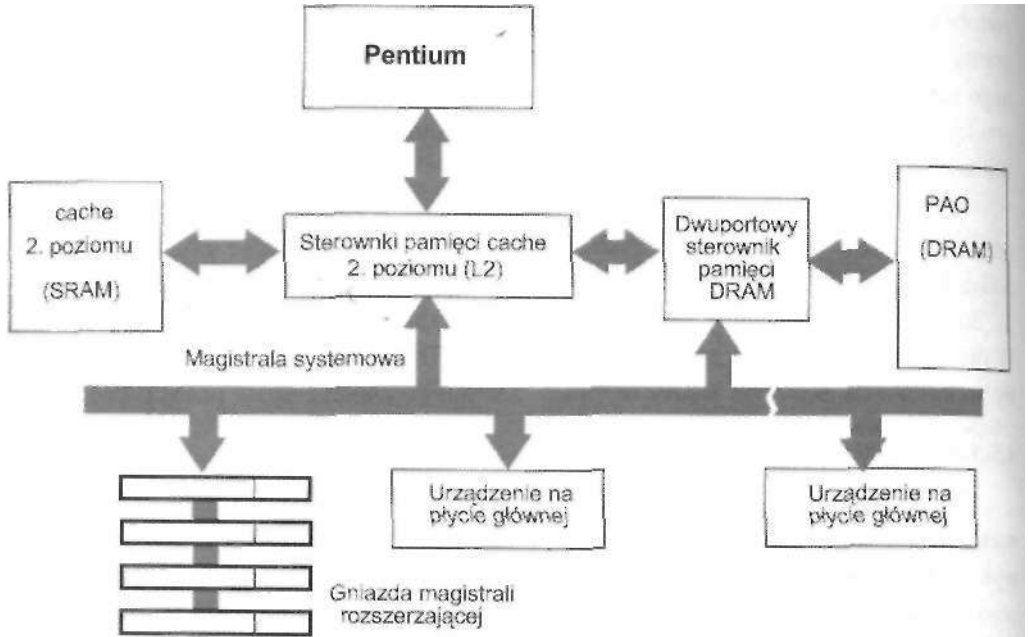 Pentium
cache
2. poziomu
(SRAM)
Sterownki pamięci cache
2. poziomu (L2)
Dwuportowy
sterownik
pamięci
DRAM
PAO
(DRAM)
Magistrala systemowa
Urządzenie na
płycie głównej
Urządzenie na
płycie głównej
Gniazda magistrali
rozszerzającej